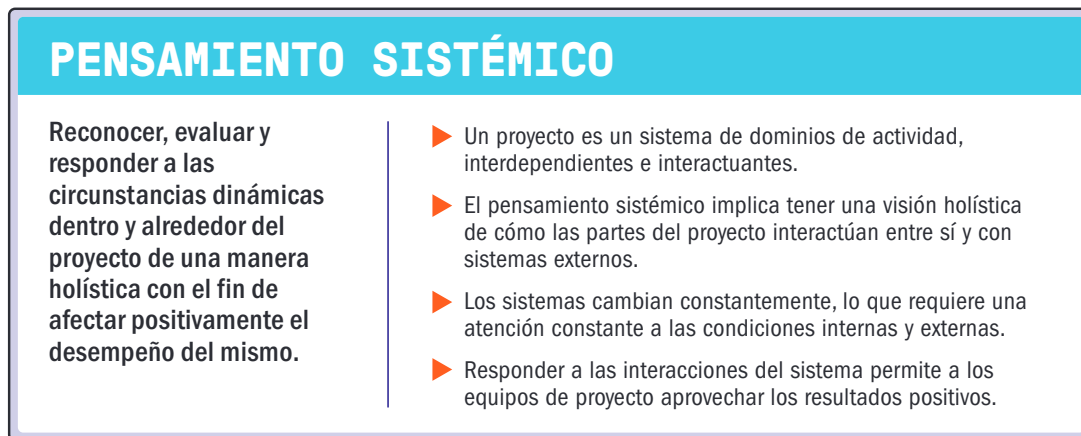 PENSAMIENTO SISTÉMICO
Reconocer, evaluar y
responder a las
circunstancias dinámicas
dentro y alrededor del
proyecto de una manera
holística con el fin de
afectar positivamente el
desempeño del mismo.
Un proyecto es un sistema de dominios de actividad,
interdependientes e interactuantes.
El pensamiento sistémico implica tener una visión holística
de cómo las partes del proyecto interactúan entre sí y con
sistemas externos.
Los sistemas cambian constantemente, lo que requiere una
atención constante a las condiciones internas y externas.
Responder a las interacciones del sistema permite a los
equipos de proyecto aprovechar los resultados positivos.